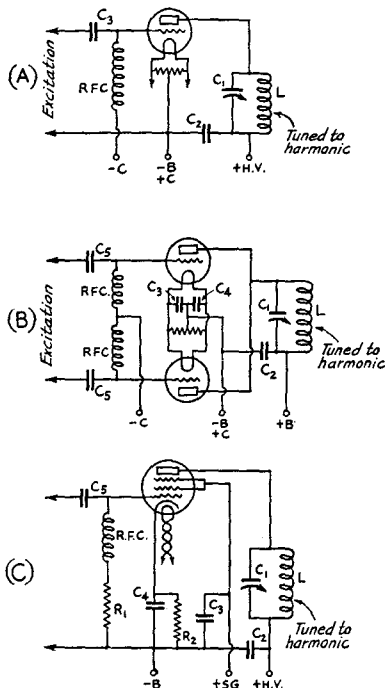 (A)
Excitation
C3
RFC
C1
L
C2
Tuned to
harmonic
-C
-B
+C
+H.V.
(B)
Excitation
C5
RFC.
C3
C4
RFC
C5
C1
L
C2
Tuned to
harmonic
-C
-B
+C
+B
(C)
C5
R.F.C.
R1
C4
R2
C3
C1
L
C2
Tuned to
harmonic
-B
+SG
+H.V.